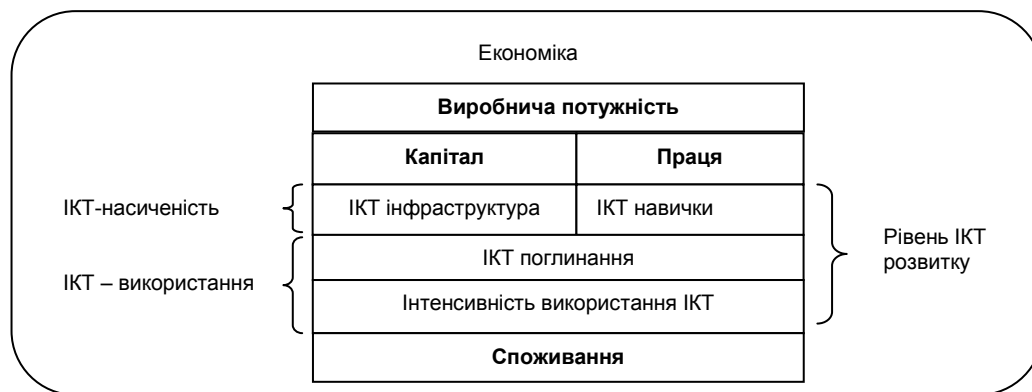 Економіка
Виробнича потужність
Капітал
Праця
ІКТ-насиченість
ІКТ інфраструктура
ІКТ навички
ІКТ – використання
ІКТ поглинання
Інтенсивність використання ІКТ
Рівень ІКТ
розвитку
Споживання